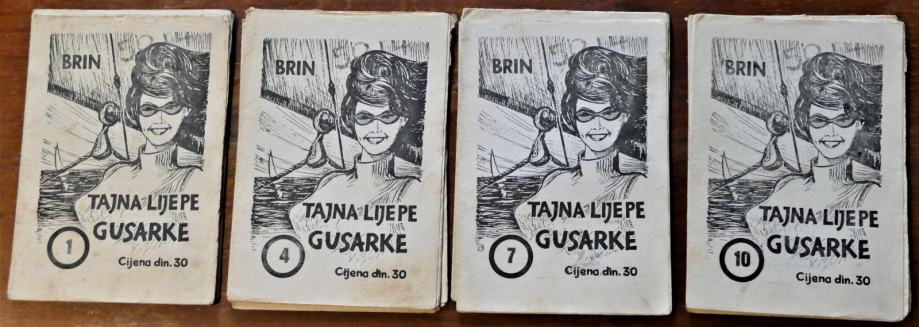 BRIN
TAJNA LIJEPE
1 GUSARKE
Cijena din. 30
BRIN
TAJNA LIJEPE
4 GUSARKE
Cijena din. 30
BRIN
TAJNA LIJEPE
7 GUSARKE
Cijena din. 30
BRIN
TAJNA LIJEPE
10 GUSARKE
Cijena din. 30